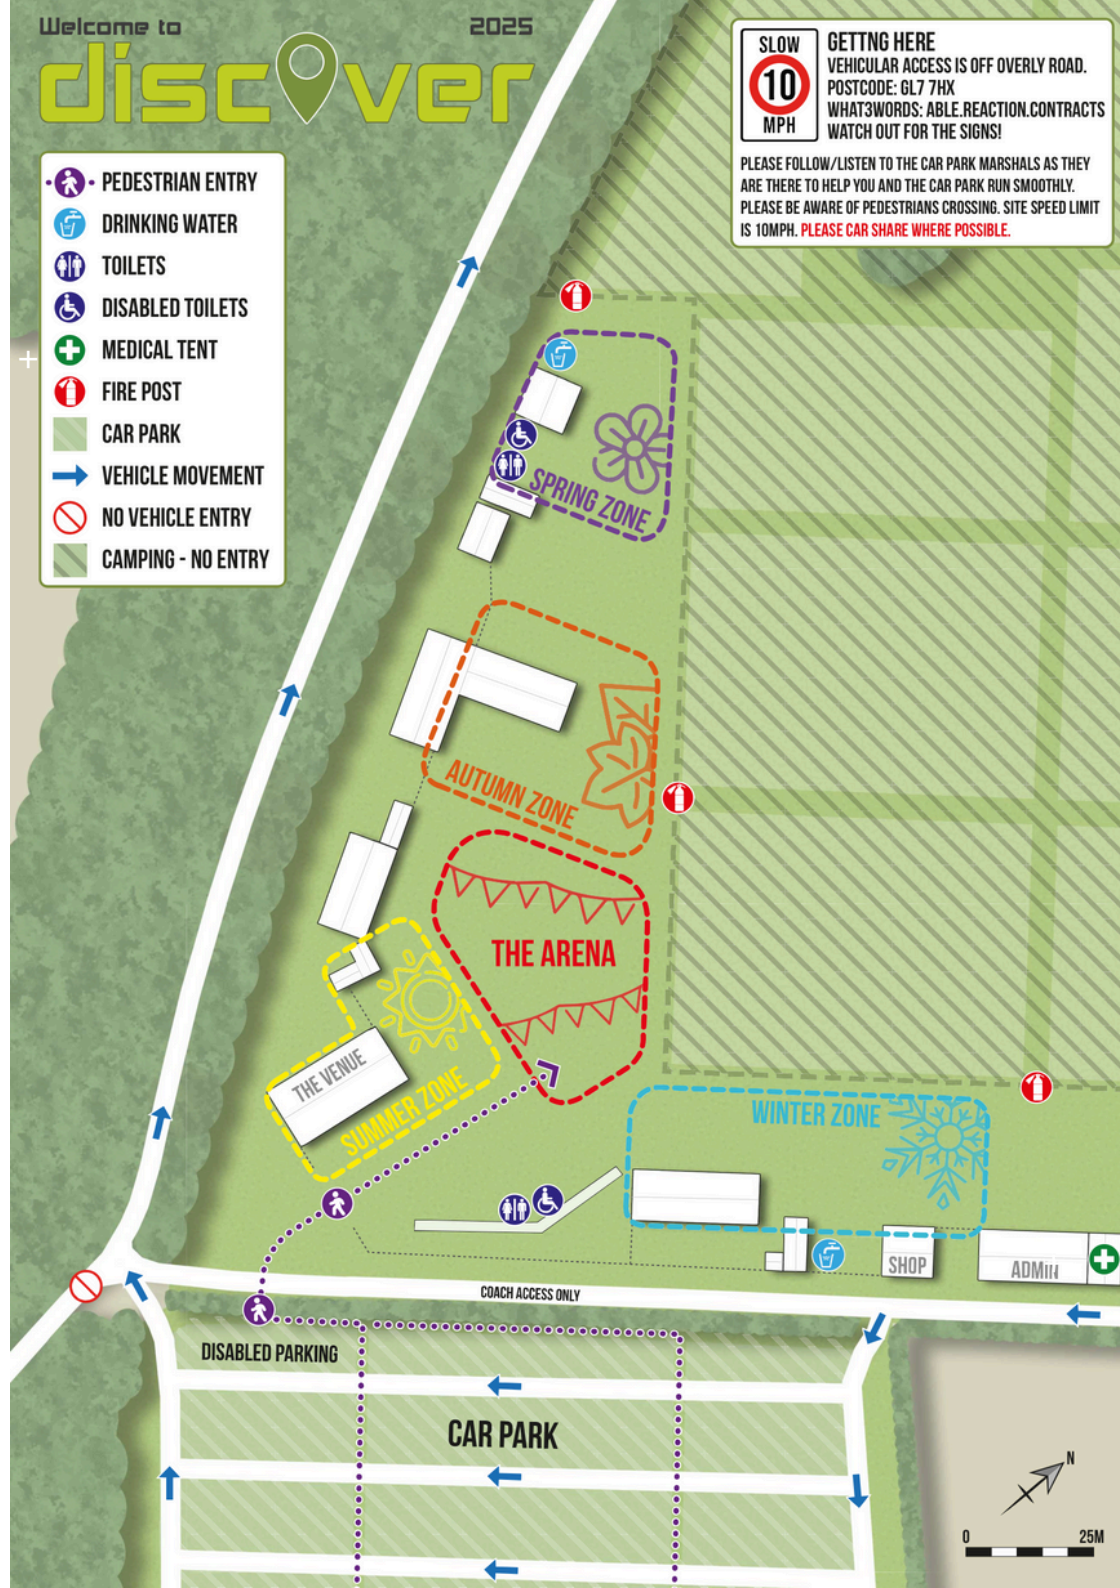 Welcome to 2025
discover
SLOW
10
MPH
GETTNG HERE
VEHICULAR ACCESS IS OFF OVERLY ROAD.
POSTCODE: GL7 7HX
WHAT3WORDS: ABLE.REACTION.CONTRACTS
WATCH OUT FOR THE SIGNS!
PLEASE FOLLOW/LISTEN TO THE CAR PARK MARSHALS AS THEY
ARE THERE TO HELP YOU AND THE CAR PARK RUN SMOOTHLY.
PLEASE BE AWARE OF PEDESTRIANS CROSSING. SITE SPEED LIMIT
IS 10MPH. PLEASE CAR SHARE WHERE POSSIBLE.
PEDESTRIAN ENTRY
DRINKING WATER
TOILETS
DISABLED TOILETS
MEDICAL TENT
FIRE POST
CAR PARK
VEHICLE MOVEMENT
NO VEHICLE ENTRY
CAMPING - NO ENTRY
SPRING ZONE
AUTUMN ZONE
THE ARENA
THE VENUE
SUMMER ZONE
WINTER ZONE
SHOP
ADMIN
COACH ACCESS ONLY
DISABLED PARKING
CAR PARK
N
0 25M